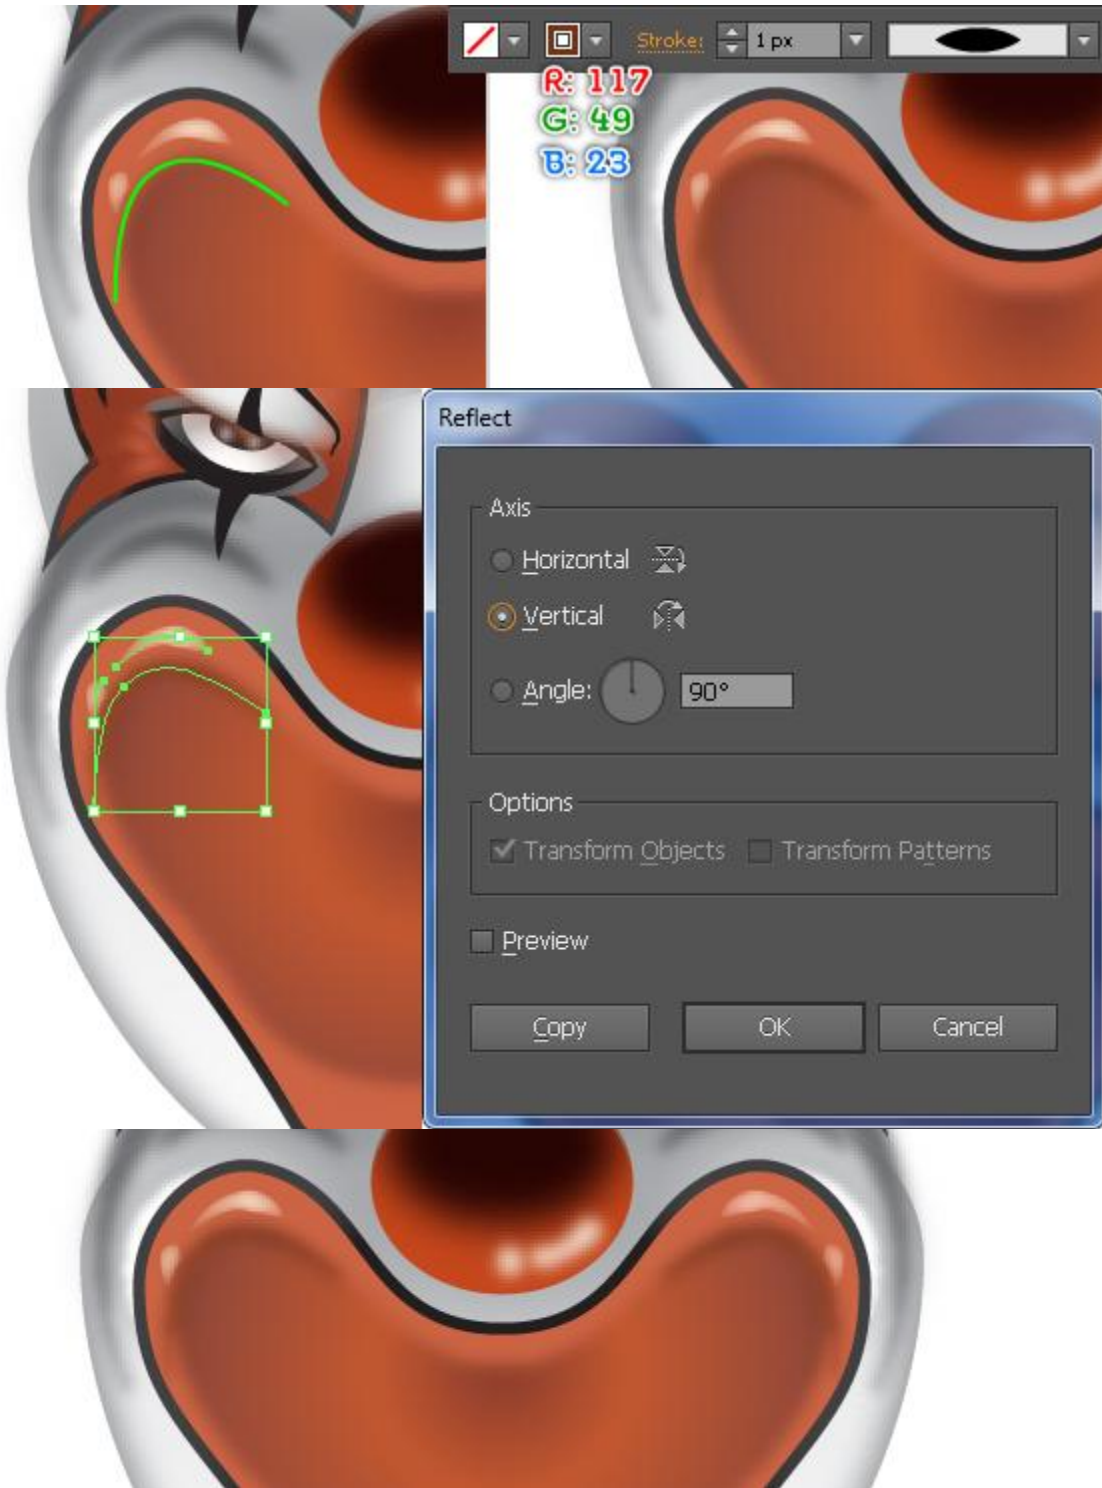 Stroke: 1 px
R: 117
G: 49
B: 23
Reflect
Axis
Horizontal
Vertical
Angle: 90°
Options
Transform Objects Transform Patterns
Preview
Copy OK Cancel